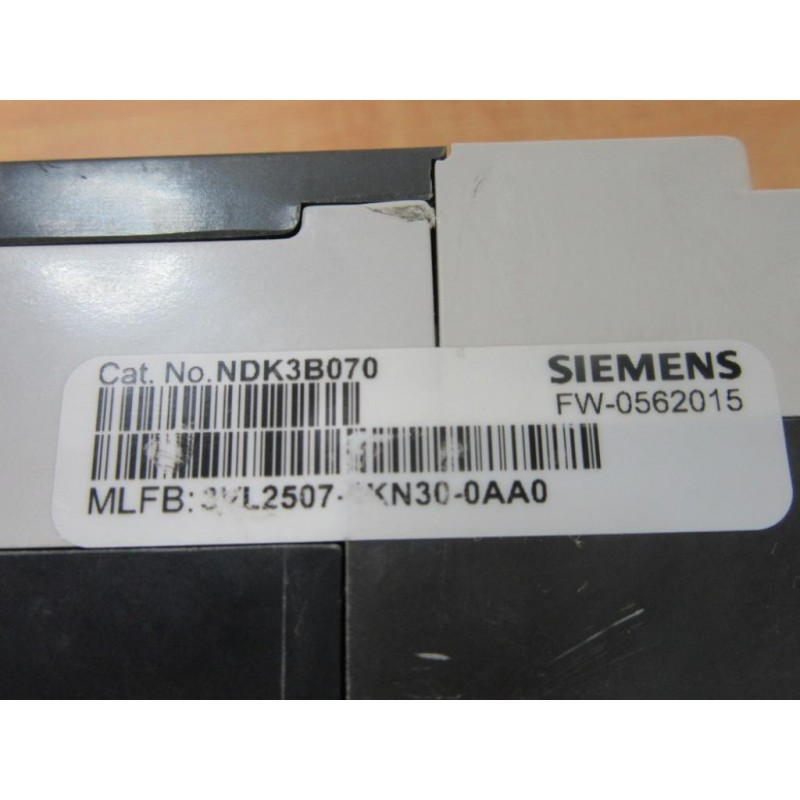 Cat. No. NDK3B070
SIEMENS
FW-0562015
MLFB: